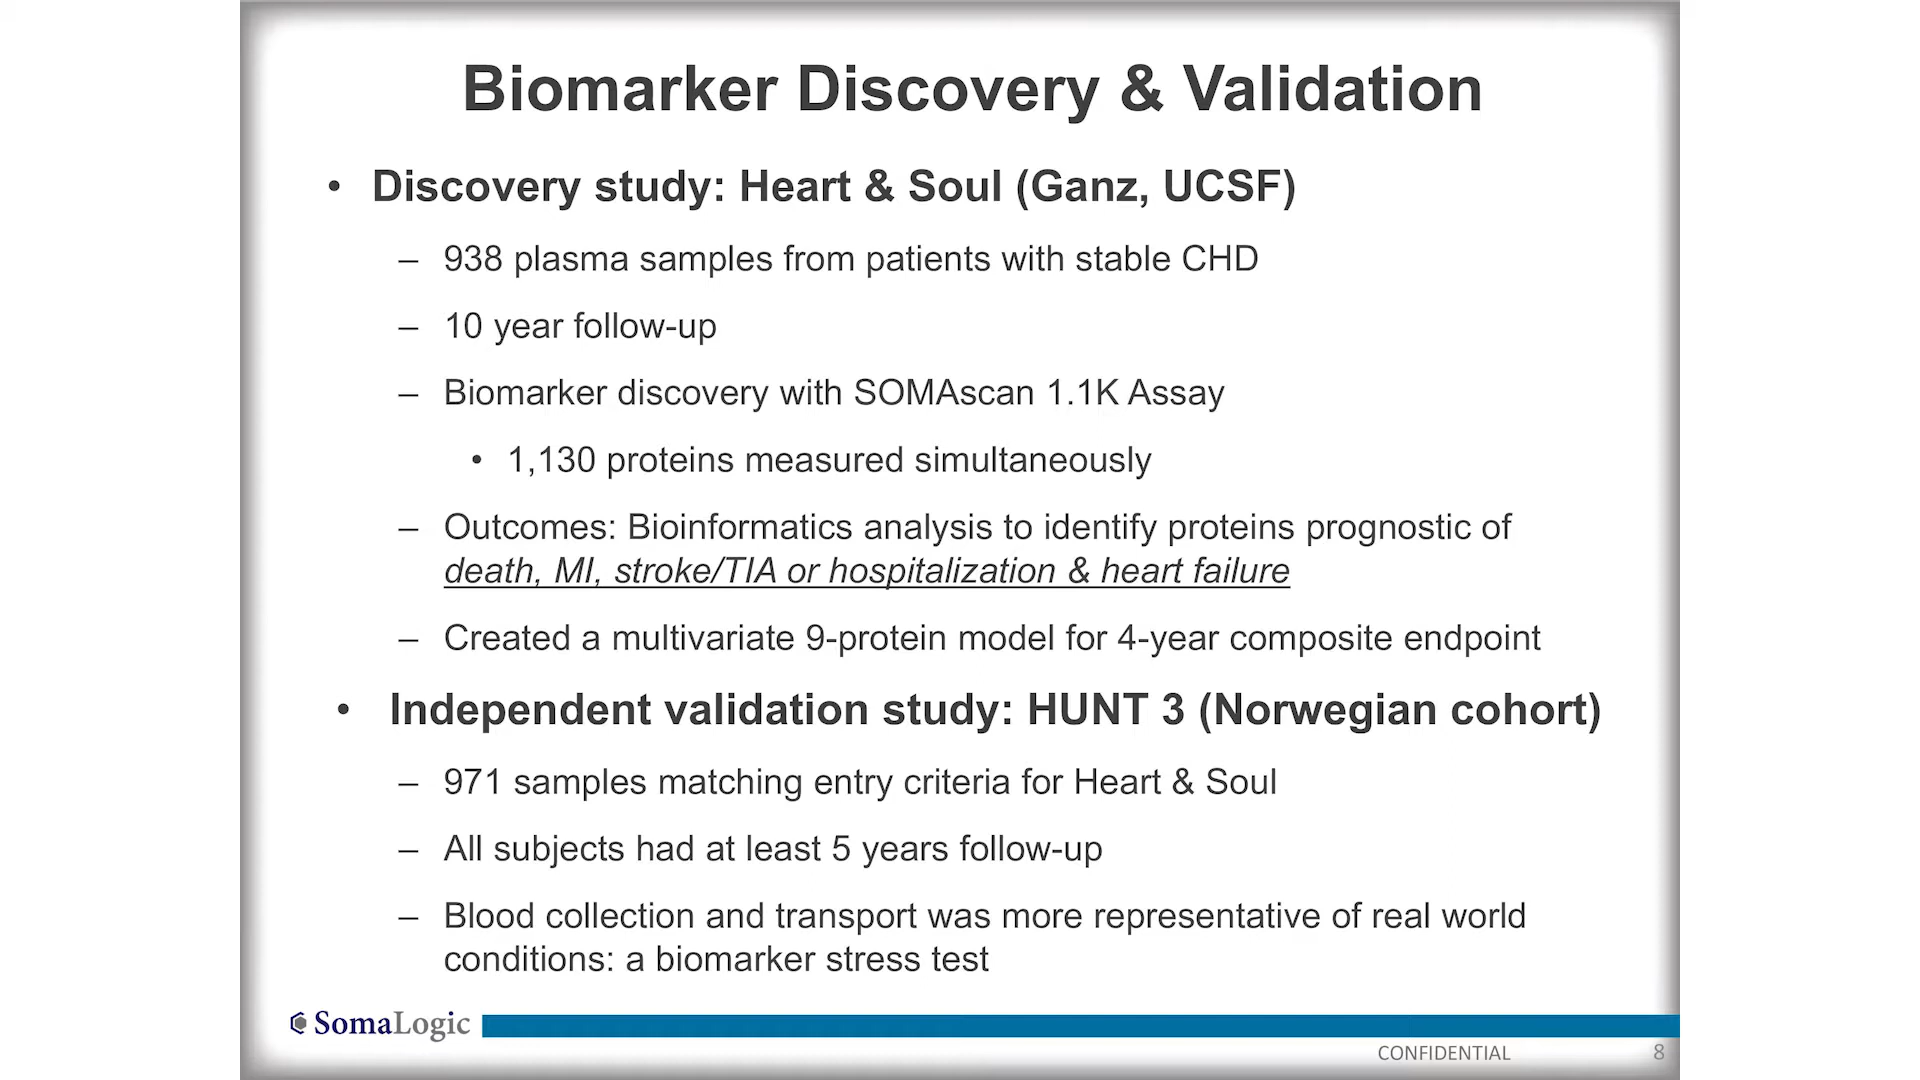 Biomarker Discovery & Validation
• Discovery study: Heart & Soul (Ganz, UCSF)
– 938 plasma samples from patients with stable CHD
– 10 year follow-up
– Biomarker discovery with SOMAscan 1.1K Assay
• 1,130 proteins measured simultaneously
– Outcomes: Bioinformatics analysis to identify proteins prognostic of
death, MI, stroke/TIA or hospitalization & heart failure
– Created a multivariate 9-protein model for 4-year composite endpoint
• Independent validation study: HUNT 3 (Norwegian cohort)
– 971 samples matching entry criteria for Heart & Soul
– All subjects had at least 5 years follow-up
– Blood collection and transport was more representative of real world
conditions: a biomarker stress test
SomaLogic
CONFIDENTIAL 8